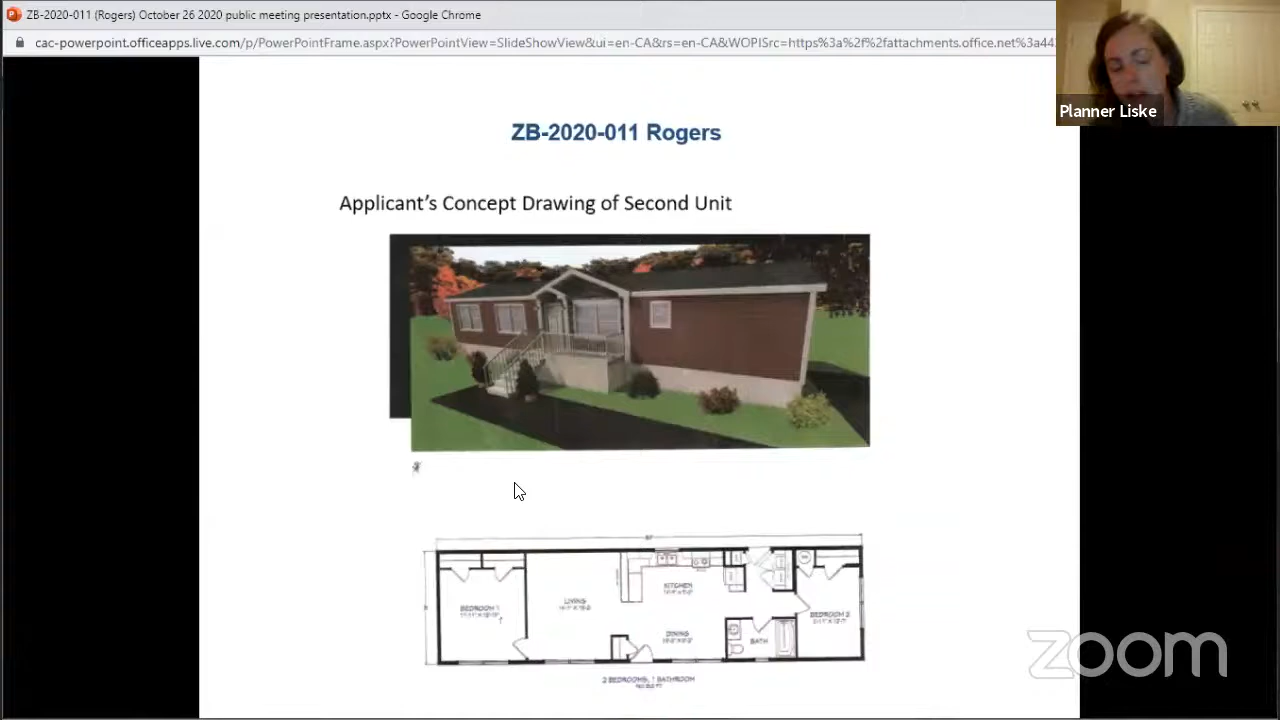 ZB-2020-011 (Rogers) October 26 2020 public meeting presentation.pptx - Google Chrome
cac-powerpoint.officeapps.live.com/p/PowerPointFrame.aspx?PowerPointView=SlideShowView&ui=en-CA&rs=en-CA&WOPISrc=https%3a%2f%2fattachments.office.net%3a44
Planner Liske
ZB-2020-011 Rogers
Applicant's Concept Drawing of Second Unit
BEDROOM 1
LIVING
KITCHEN
DINING
BATH
BEDROOM 2
2 BEDROOMS, 1 BATHROOM
zoom